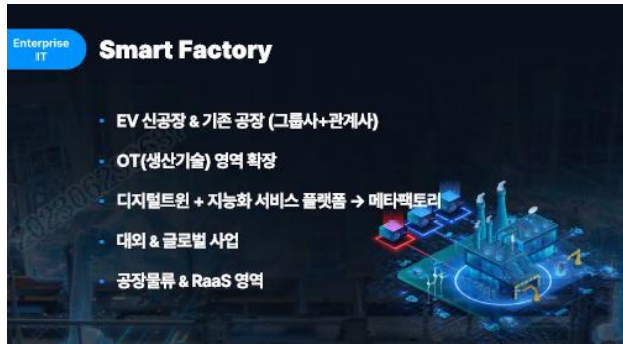 Enterprise
IT
Smart Factory
· EV 신공장 & 기존 공장 (그룹사+관계사)
· OT(생산기술) 영역 확장
· 디지털트윈 + 지능화 서비스 플랫폼 → 메타팩토리
· 대외 & 글로벌 사업
· 공장물류 & RaaS 영역